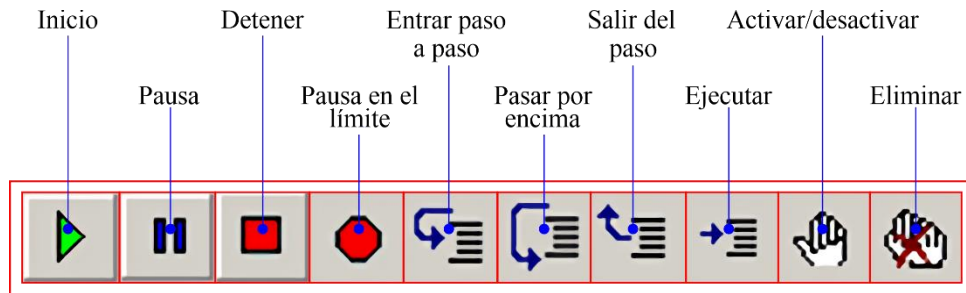 Inicio
Detener
Entrar paso
a paso
Salir del
paso
Activar/desactivar
Pausa
Pausa en el
límite
Pasar por
encima
Ejecutar
Eliminar